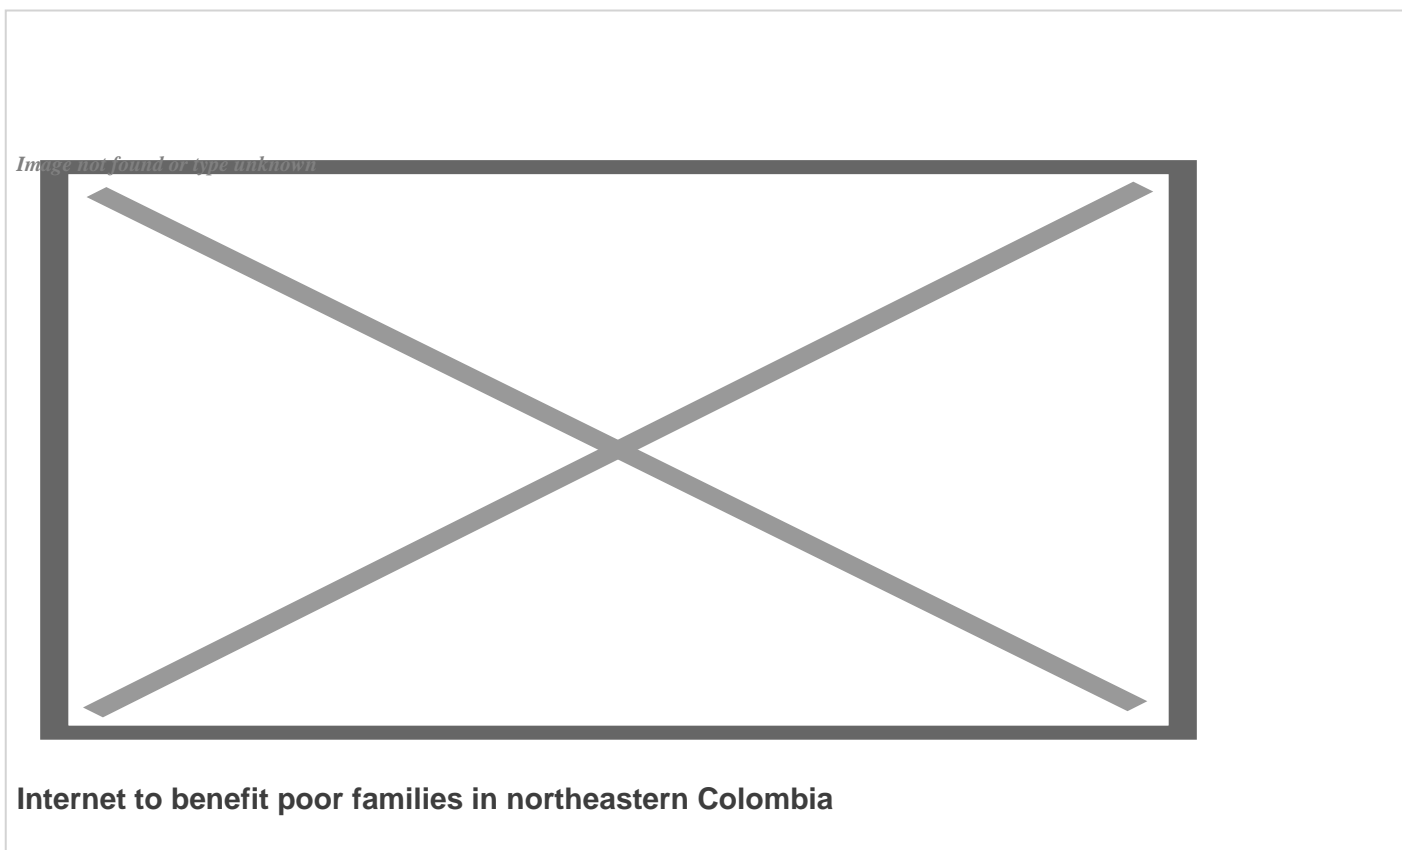 Image not found or type unknown
Internet to benefit poor families in northeastern Colombia